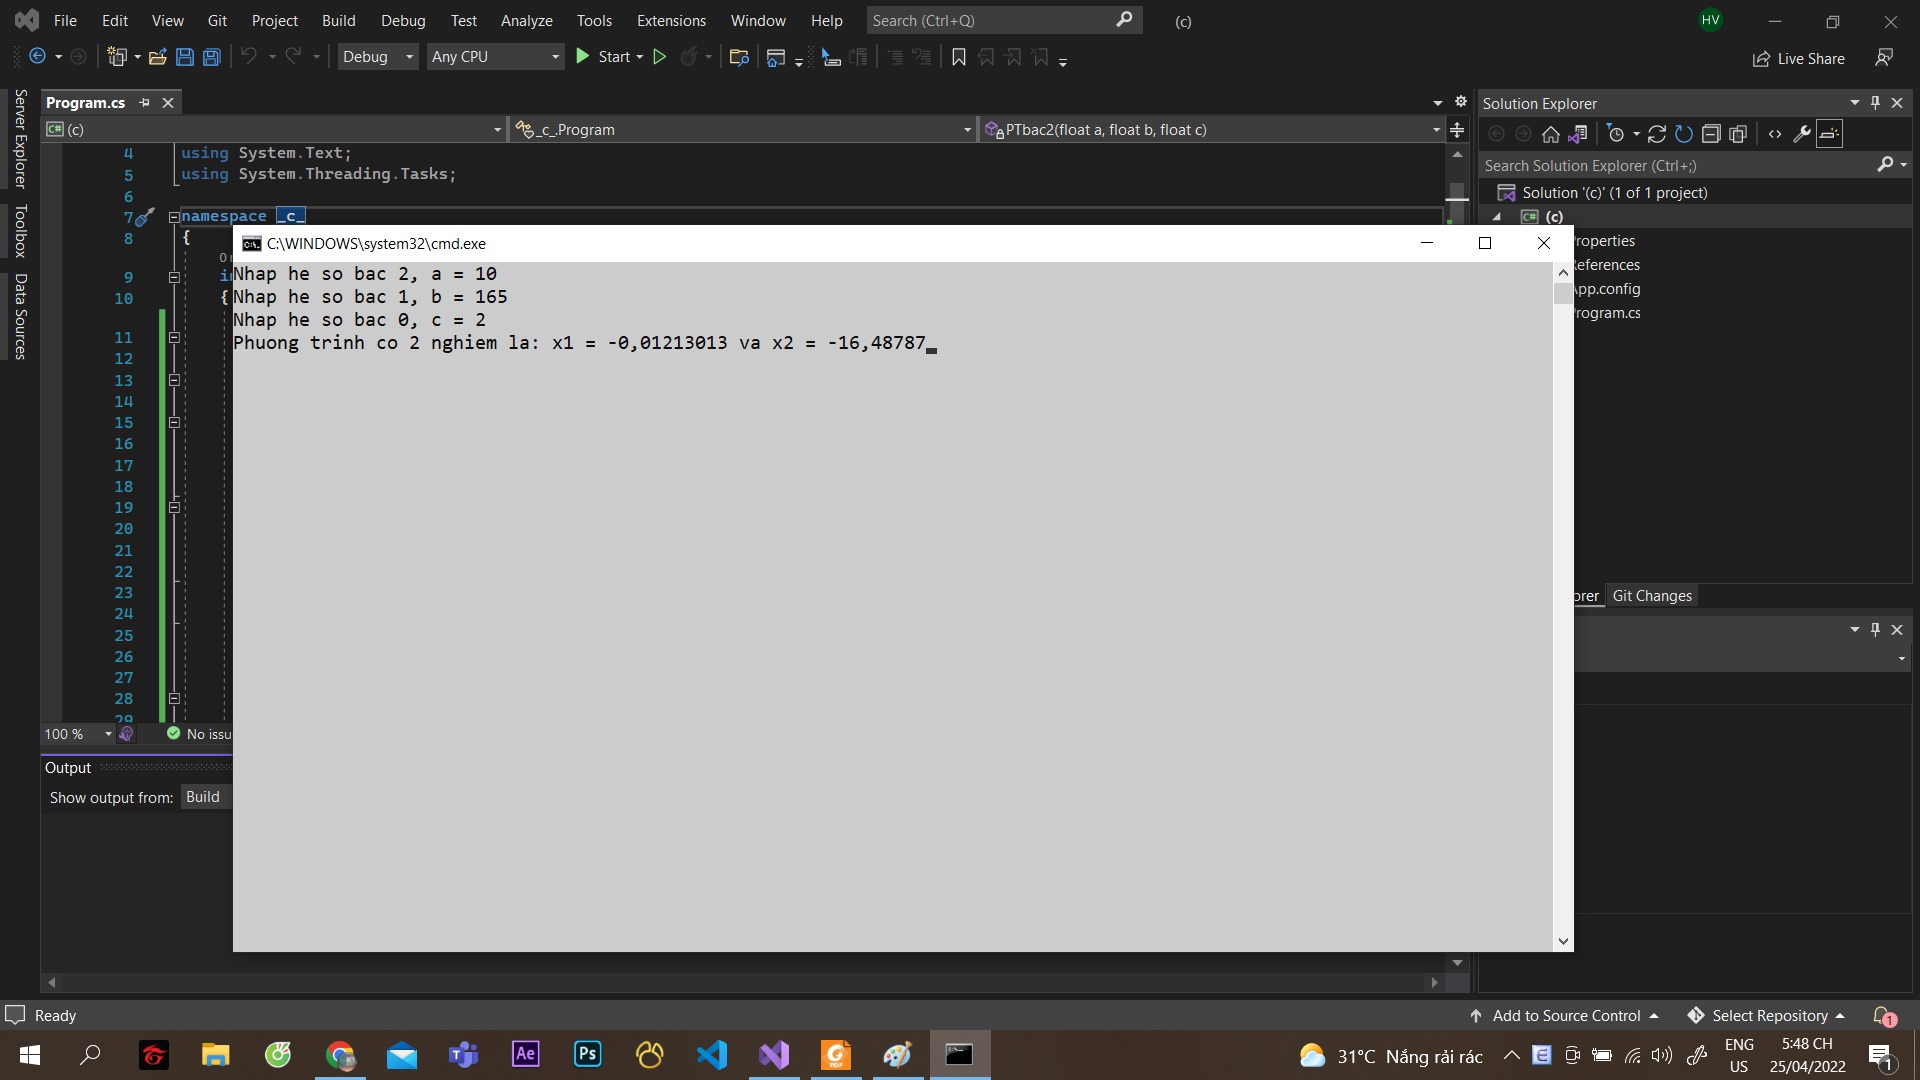 File Edit View Git Project Build Debug Test Analyze Tools Extensions Window Help Search (Ctrl+Q) (c) HV
Debug Any CPU Start Live Share
Server Explorer
Toolbox
Data Sources
Program.cs
(c) _c_.Program PTbac2(float a, float b, float c)
4 using System.Text;
5 using System.Threading.Tasks;
6
7 namespace _c_
8 {
9
10 {
11
12
13
14
15
16
17
18
19
20
21
22
23
24
25
26
27
28
29
C:\WINDOWS\system32\cmd.exe
Nhap he so bac 2, a = 10
Nhap he so bac 1, b = 165
Nhap he so bac 0, c = 2
Phuong trinh co 2 nghiem la: x1 = -0,01213013 va x2 = -16,48787
100 % No issu
Output
Show output from: Build
Solution Explorer
Search Solution Explorer (Ctrl+;)
Solution '(c)' (1 of 1 project)
(c)
roperties
eferences
pp.config
rogram.cs
orer Git Changes
Ready Add to Source Control Select Repository 1
Ae Ps PDF 31°C Nắng rải rác ENG US 5:48 CH 25/04/2022 1